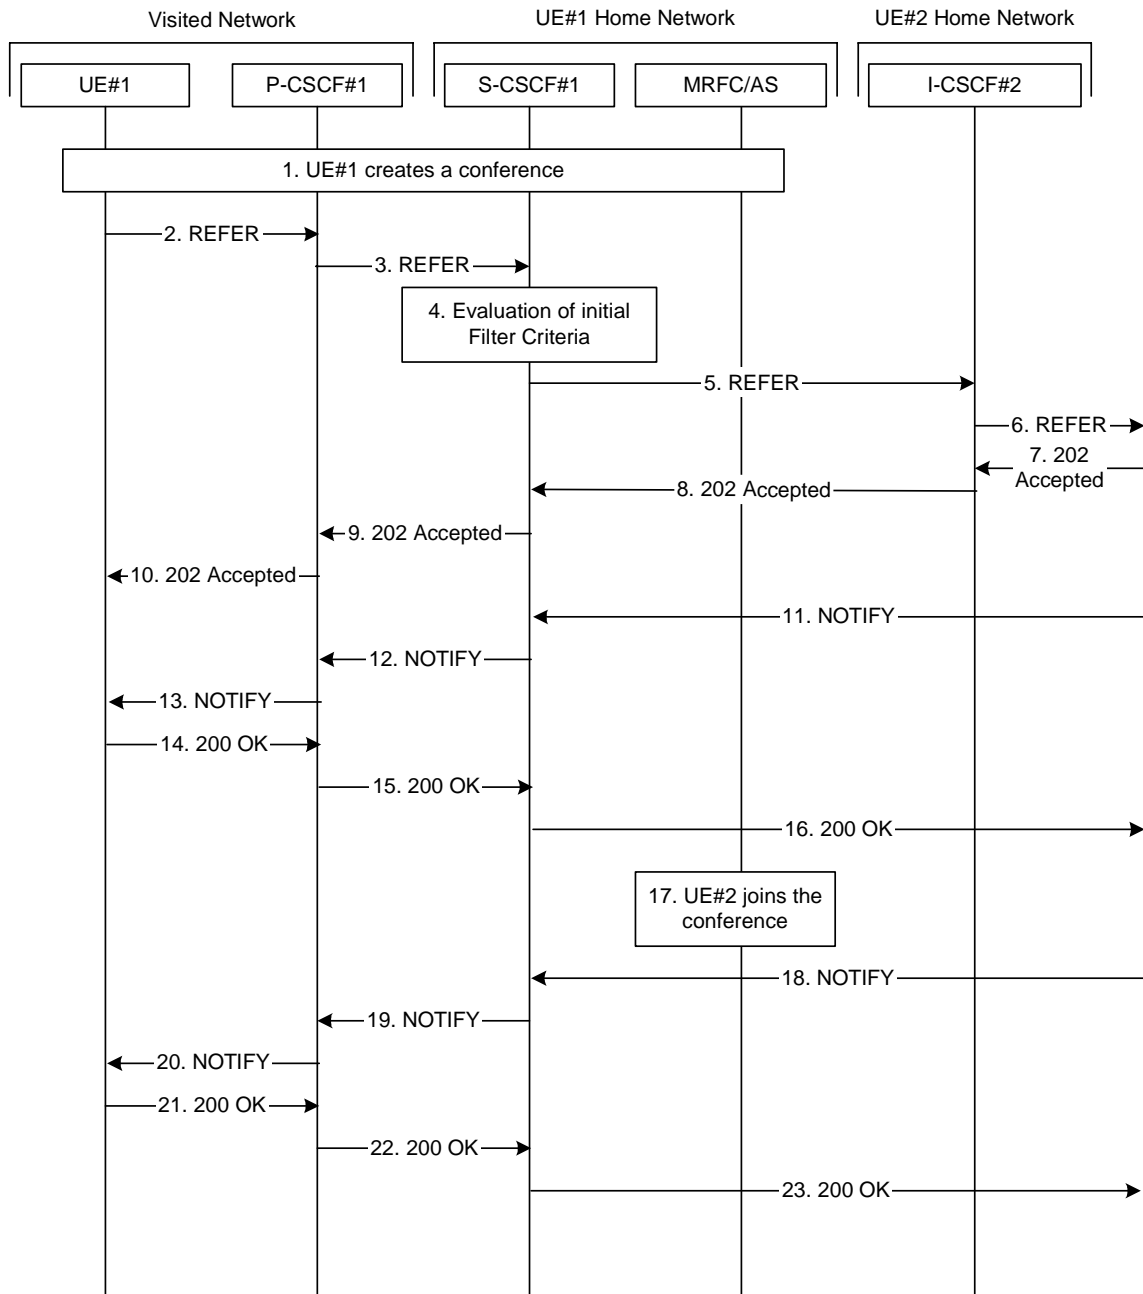 Visited Network
UE#1 Home Network
UE#2 Home Network
UE#1
P-CSCF#1
S-CSCF#1
MRFC/AS
I-CSCF#2
1. UE#1 creates a conference
2. REFER
3. REFER
4. Evaluation of initial
Filter Criteria
5. REFER
6. REFER
7. 202
Accepted
8. 202 Accepted
9. 202 Accepted
10. 202 Accepted
11. NOTIFY
12. NOTIFY
13. NOTIFY
14. 200 OK
15. 200 OK
16. 200 OK
17. UE#2 joins the
conference
18. NOTIFY
19. NOTIFY
20. NOTIFY
21. 200 OK
22. 200 OK
23. 200 OK